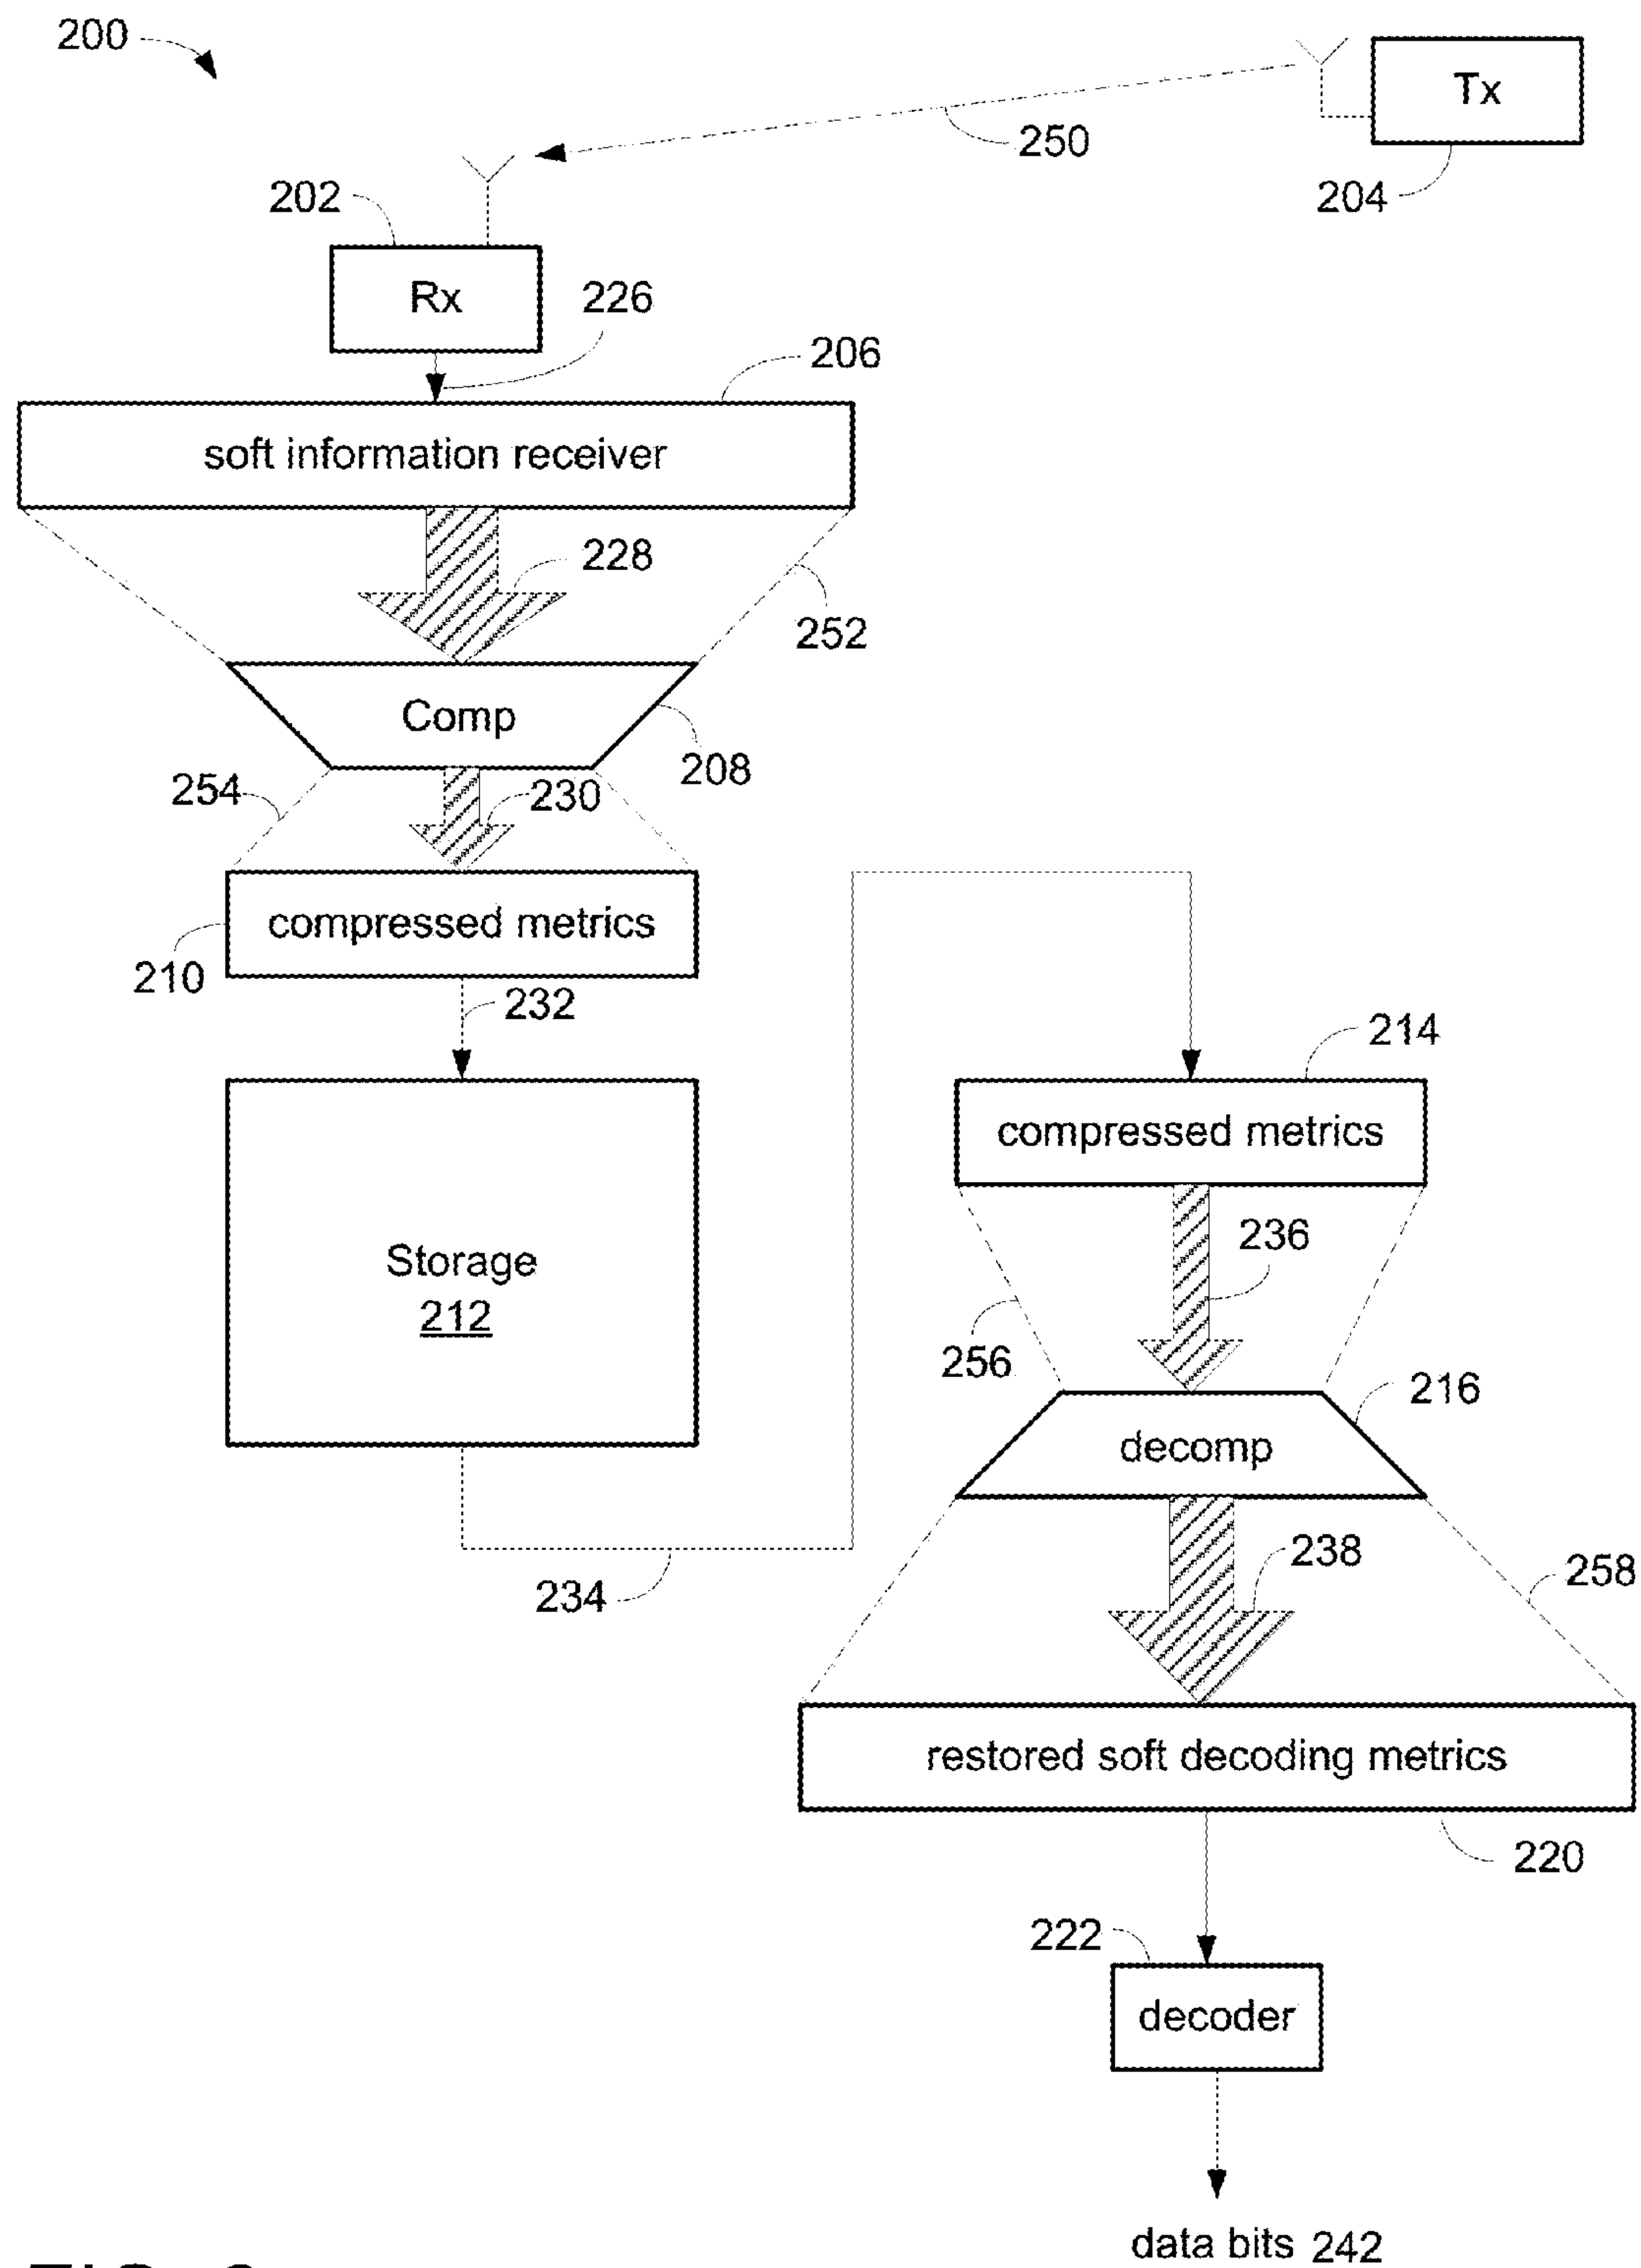 200
Tx
250
204
202
Rx
226
206
soft information receiver
228
252
Comp
208
254
230
compressed metrics
210
232
214
compressed metrics
Storage
212
236
256
216
decomp
238
258
234
restored soft decoding metrics
220
222
decoder
data bits 242